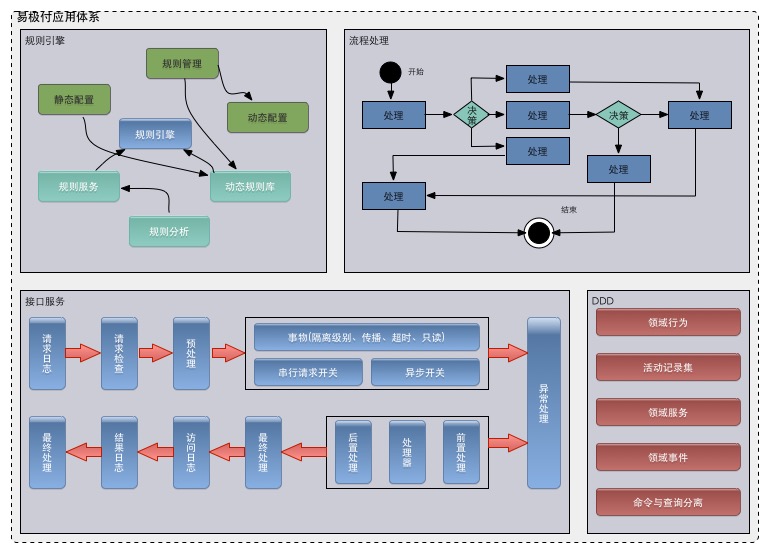 易极付应用体系
规则引擎
规则管理
静态配置
动态配置
规则引擎
规则服务
动态规则库
规则分析
流程处理
开始
处理
处理
决策
处理
决策
处理
处理
处理
处理
结束
接口服务
请求日志
请求检查
预处理
事物(隔离级别、传播、超时、只读)
串行请求开关
异步开关
异常处理
最终处理
结果日志
访问日志
最终处理
后置处理
处理器
前置处理
DDD
领域行为
活动记录集
领域服务
领域事件
命令与查询分离